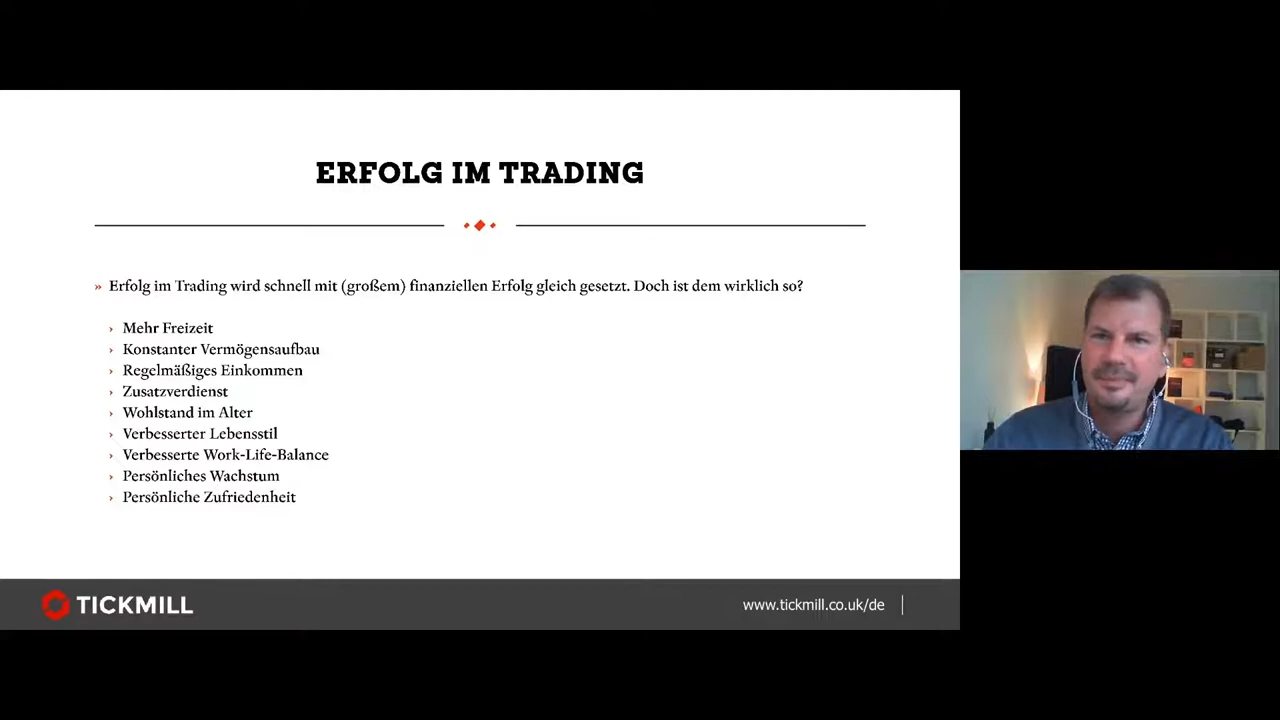 ERFOLG IM TRADING
» Erfolg im Trading wird schnell mit (großem) finanziellen Erfolg gleich gesetzt. Doch ist dem wirklich so?
› Mehr Freizeit
› Konstanter Vermögensaufbau
› Regelmäßiges Einkommen
› Zusatzverdienst
› Wohlstand im Alter
› Verbesserter Lebensstil
› Verbesserte Work-Life-Balance
› Persönliches Wachstum
› Persönliche Zufriedenheit
TICKMILL
www.tickmill.co.uk/de